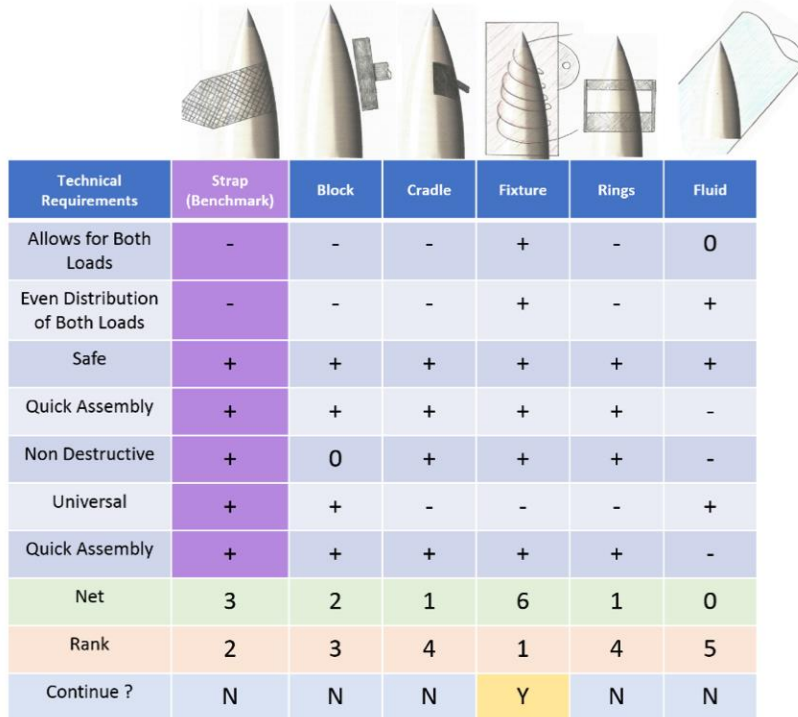 Technical Requirements Strap (Benchmark) Block Cradle Fixture Rings Fluid
Allows for Both Loads - - - + - 0
Even Distribution of Both Loads - - - + - +
Safe + + + + + +
Quick Assembly + + + + + -
Non Destructive + 0 + + + -
Universal + + - - - +
Quick Assembly + + + + + -
Net 3 2 1 6 1 0
Rank 2 3 4 1 4 5
Continue ? N N N Y N N